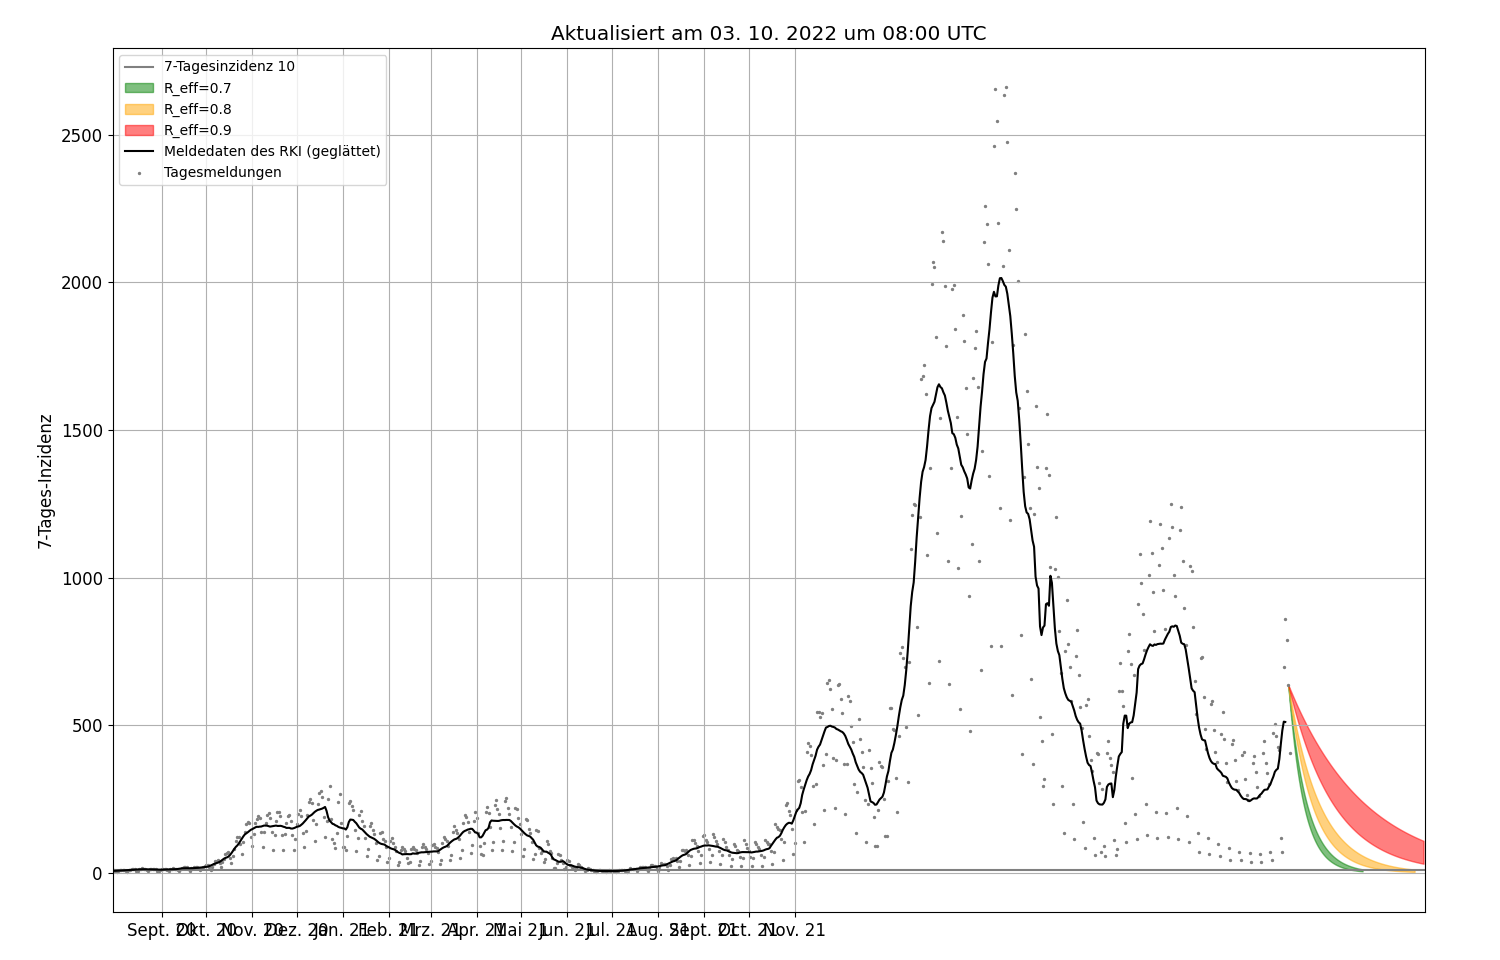 Aktualisiert am 03. 10. 2022 um 08:00 UTC
7-Tagesinzidenz 10
R_eff=0.7
R_eff=0.8
R_eff=0.9
Meldedaten des RKI (geglättet)
Tagesmeldungen
7-Tages-Inzidenz
2500
2000
1500
1000
500
0
Sept. 20 Okt. 20 Nov. 20 Dez. 20 Jan. 21 Feb. 21 Mrz. 21 Apr. 21 Mai 21 Jun. 21 Jul. 21 Aug. 21 Sept. 21 Oct. 21 Nov. 21